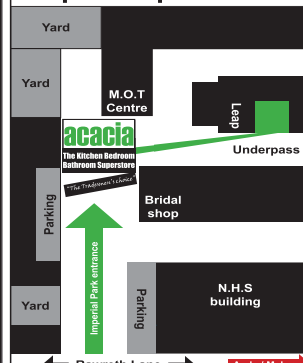 Yard
Yard
M.O.T
Centre
Leap
acacia
The Kitchen Bedroom
Bathroom Superstore
"The Tradesmen's choice"
Underpass
Parking
Bridal
shop
Imperial Park entrance
Parking
N.H.S
building
Yard
Lane